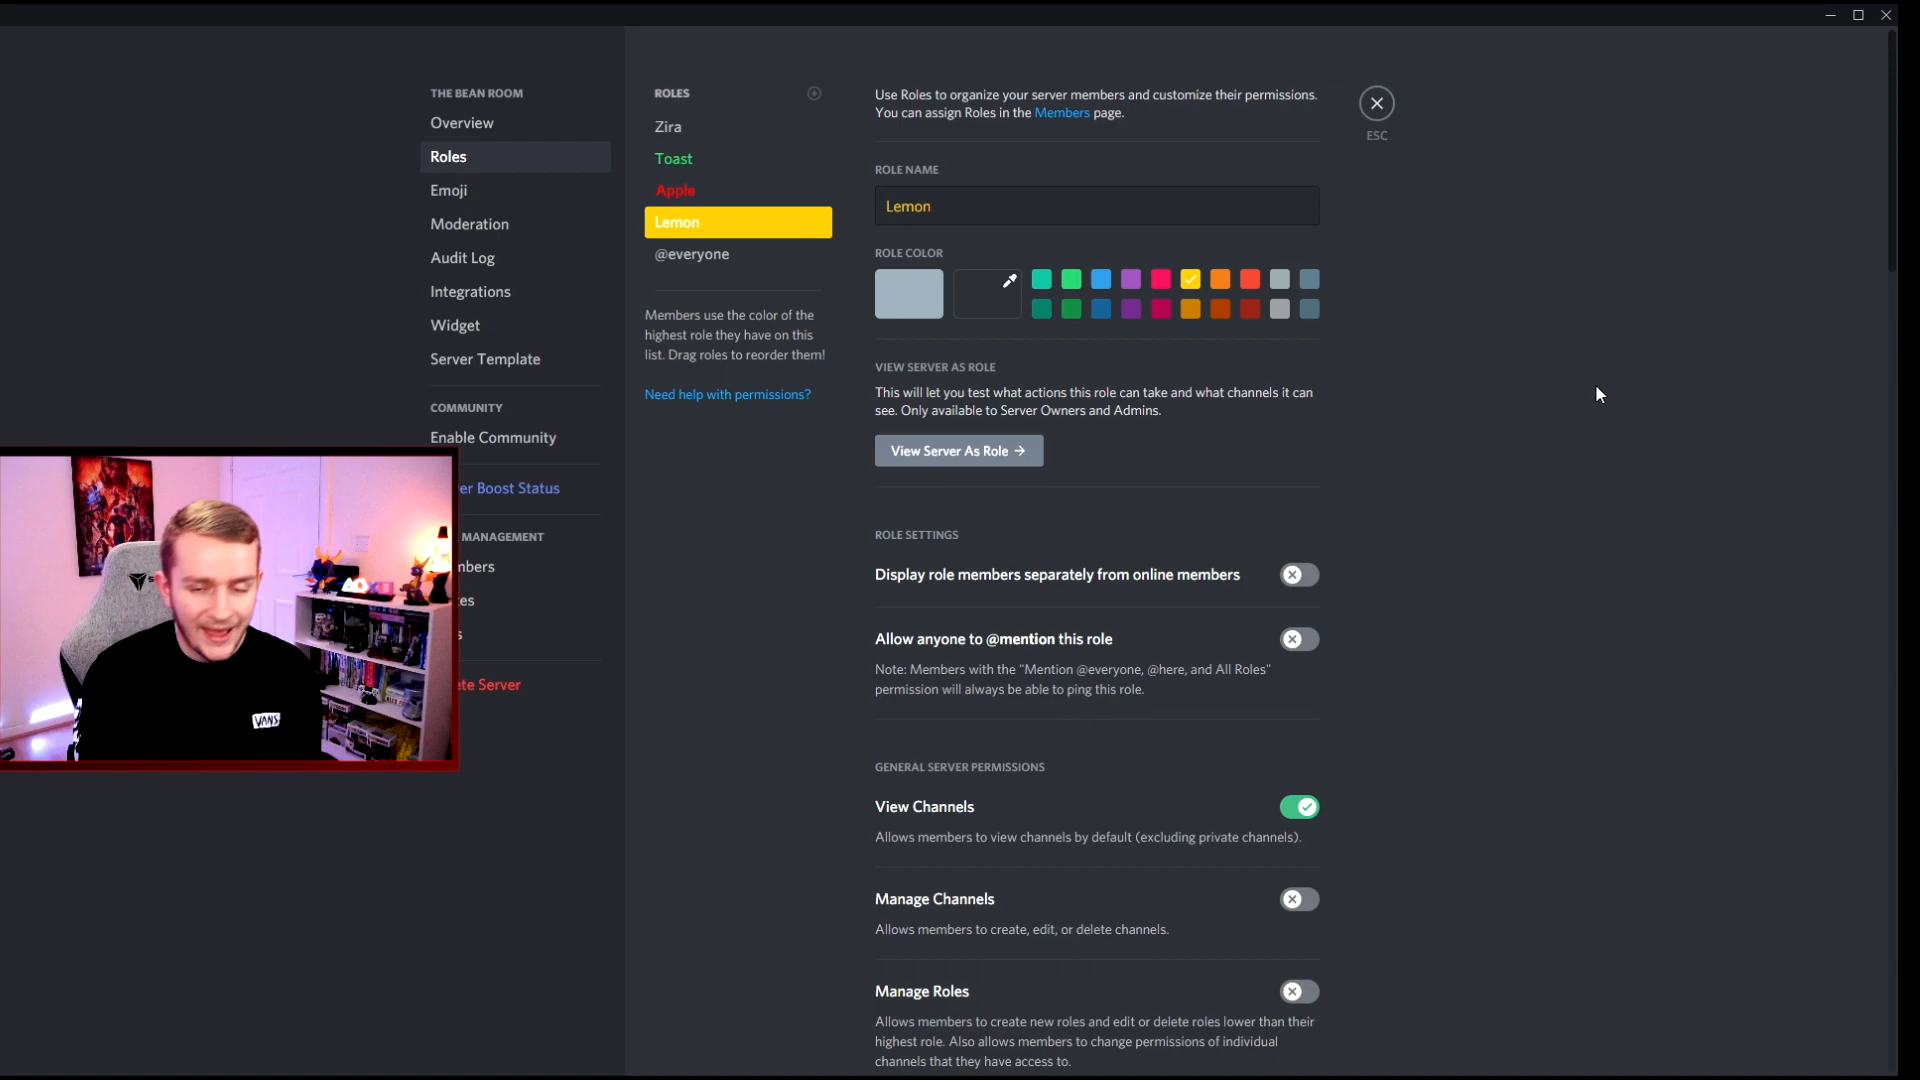 THE BEAN ROOM
Overview
Roles
Emoji
Moderation
Audit Log
Integrations
Widget
Server Template
COMMUNITY
Enable Community
er Boost Status
MANAGEMENT
mbers
tes
s
ete Server
VANS
ROLES
Zira
Toast
Apple
Lemon
@everyone
Members use the color of the
highest role they have on this
list. Drag roles to reorder them!
Need help with permissions?
Use Roles to organize your server members and customize their permissions.
You can assign Roles in the Members page.
ROLE NAME
Lemon
ROLE COLOR
VIEW SERVER AS ROLE
This will let you test what actions this role can take and what channels it can
see. Only available to Server Owners and Admins.
View Server As Role →
ROLE SETTINGS
Display role members separately from online members
Allow anyone to @mention this role
Note: Members with the "Mention @everyone, @here, and All Roles"
permission will always be able to ping this role.
GENERAL SERVER PERMISSIONS
View Channels
Allows members to view channels by default (excluding private channels).
Manage Channels
Allows members to create, edit, or delete channels.
Manage Roles
Allows members to create new roles and edit or delete roles lower than their
highest role. Also allows members to change permissions of individual
channels that they have access to.
ESC